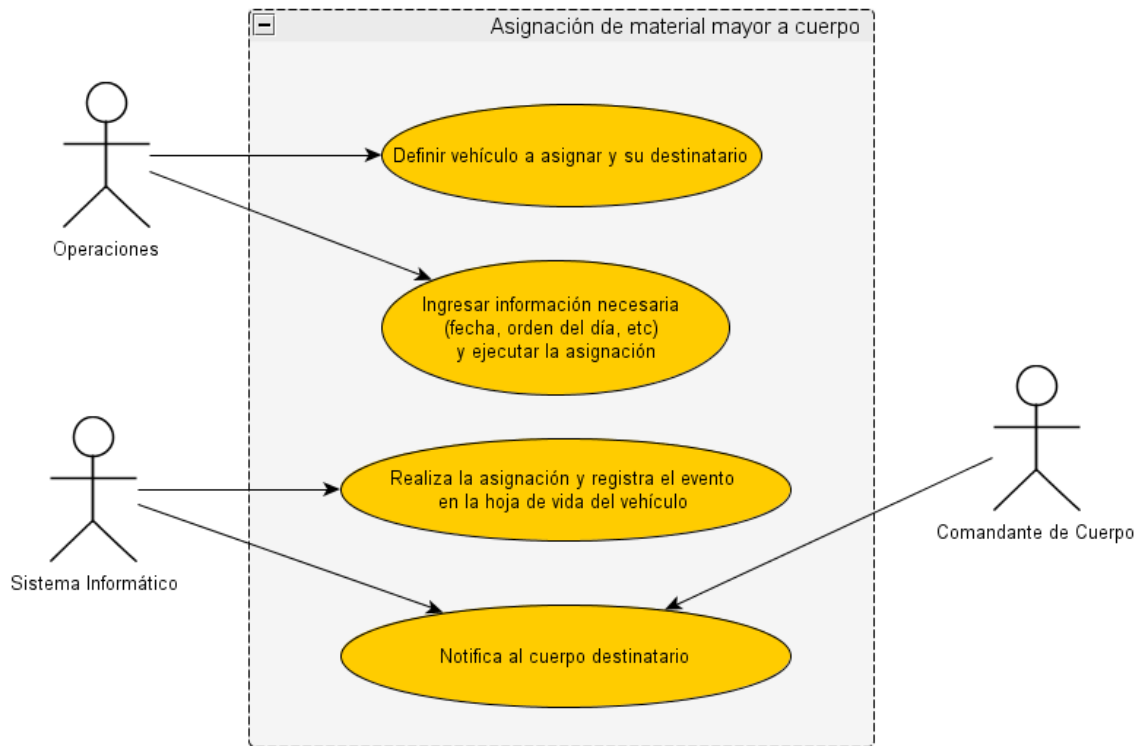 Asignación de material mayor a cuerpo
Definir vehículo a asignar y su destinatario
Operaciones
Ingresar información necesaria
(fecha, orden del día, etc)
y ejecutar la asignación
Realiza la asignación y registra el evento
en la hoja de vida del vehículo
Comandante de Cuerpo
Sistema Informático
Notifica al cuerpo destinatario